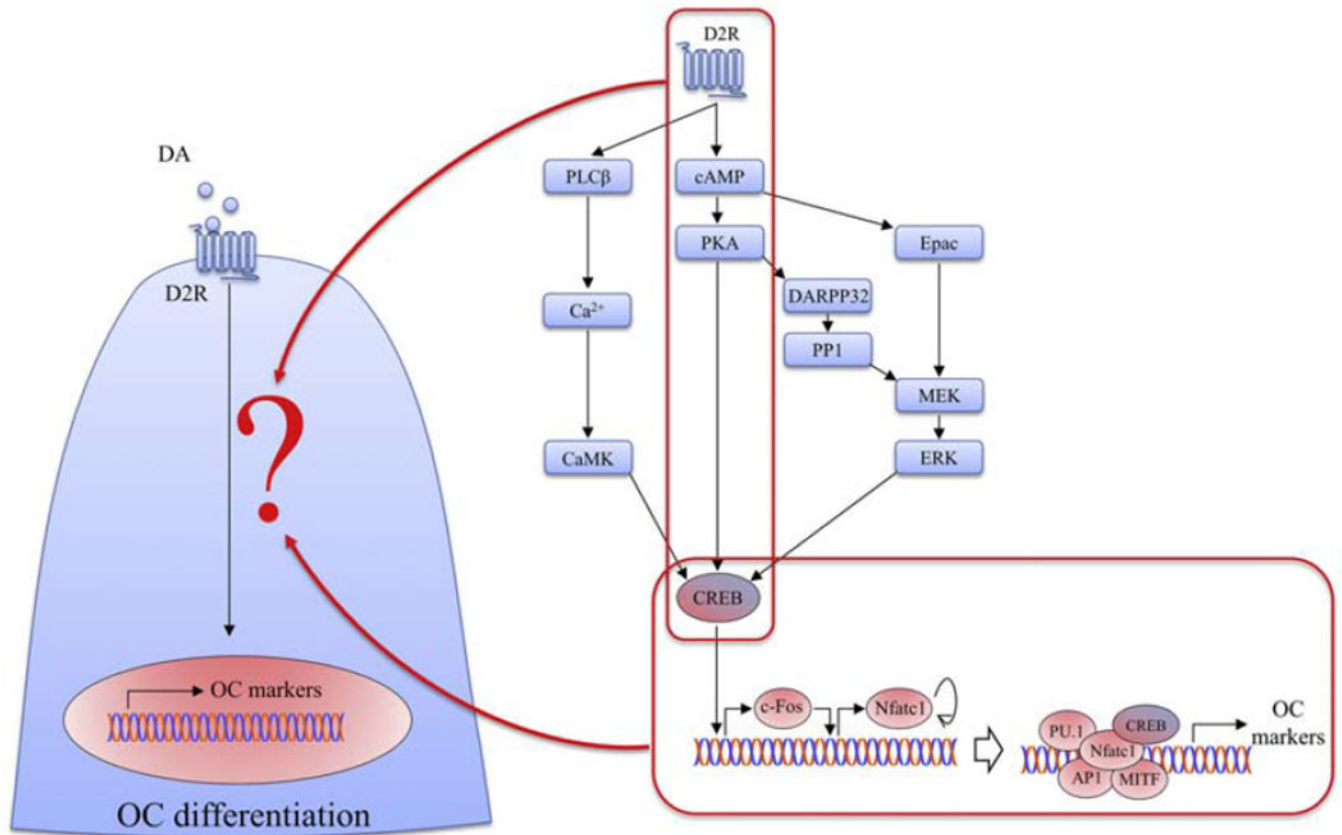 D2R
DA
PLCβ
cAMP
PKA
Epac
D2R
DARPP32
Ca²⁺
PP1
?
MEK
CaMK
ERK
CREB
OC markers
c-Fos
Nfatc1
PU.1
CREB
Nfatc1
AP1
MITF
OC
markers
OC differentiation